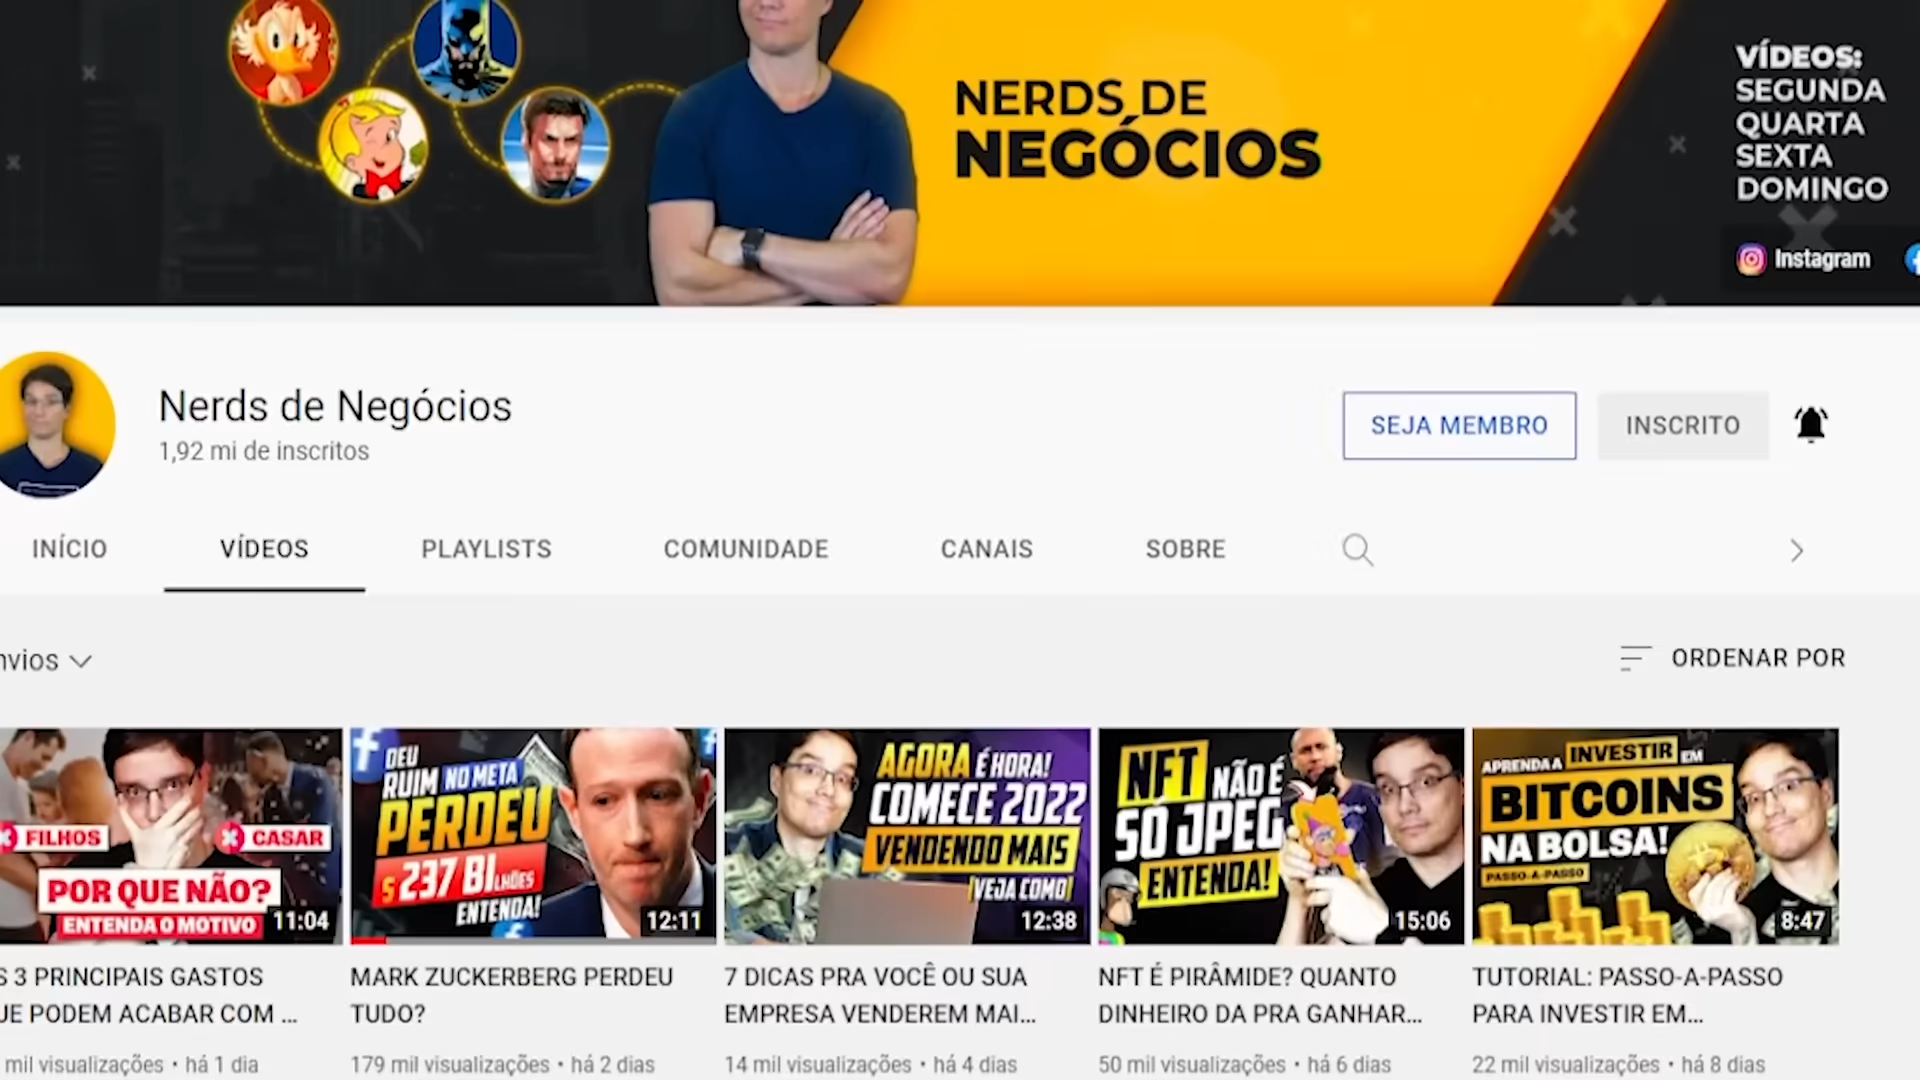 NERDS DE
NEGÓCIOS
VÍDEOS:
SEGUNDA
QUARTA
SEXTA
DOMINGO
Instagram
Nerds de Negócios
1,92 mi de inscritos
SEJA MEMBRO
INSCRITO
INÍCIO
VÍDEOS
PLAYLISTS
COMUNIDADE
CANAIS
SOBRE
nvios
ORDENAR POR
FILHOS
CASAR
POR QUE NÃO?
ENTENDA O MOTIVO
11:04
DEU
RUIM NO META
PERDEU
$ 237 BILHÕES
ENTENDA!
12:11
AGORA É HORA!
COMECE 2022
VENDENDO MAIS
VEJA COMO
12:38
NFT NÃO É
SÓ JPEG
ENTENDA!
15:06
APRENDA A INVESTIR EM
BITCOINS
NA BOLSA!
PASSO-A-PASSO
8:47
S 3 PRINCIPAIS GASTOS
UE PODEM ACABAR COM ...
mil visualizações • há 1 dia
MARK ZUCKERBERG PERDEU
TUDO?
179 mil visualizações • há 2 dias
7 DICAS PRA VOCÊ OU SUA
EMPRESA VENDEREM MAI...
14 mil visualizações • há 4 dias
NFT É PIRÂMIDE? QUANTO
DINHEIRO DA PRA GANHAR...
50 mil visualizações • há 6 dias
TUTORIAL: PASSO-A-PASSO
PARA INVESTIR EM...
22 mil visualizações • há 8 dias